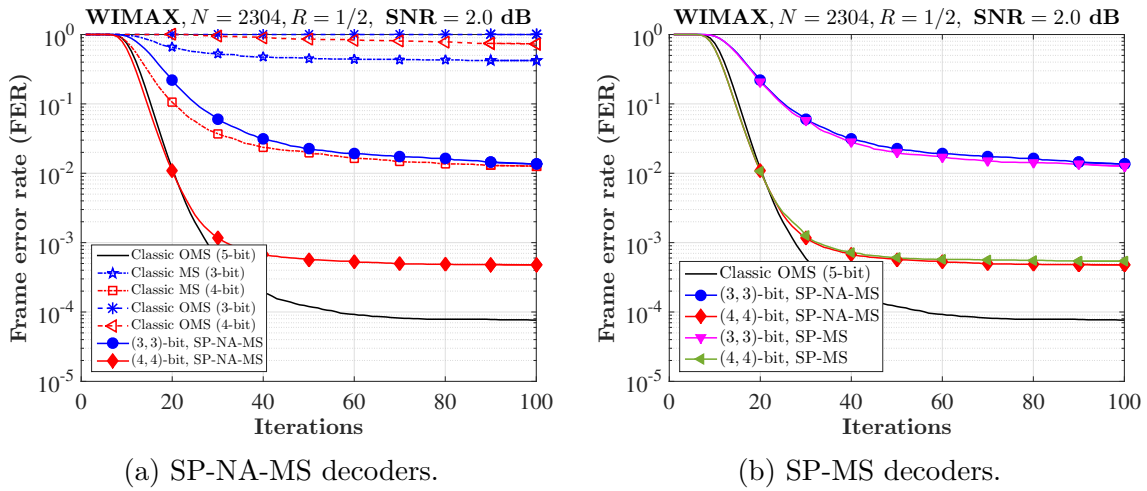 WIMAX, N = 2304, R = 1/2, SNR = 2.0 dB
10^0
10^-1
10^-2
10^-3
10^-4
10^-5
Frame error rate (FER)
Classic OMS (5-bit)
Classic MS (3-bit)
Classic MS (4-bit)
Classic OMS (3-bit)
Classic OMS (4-bit)
(3, 3)-bit, SP-NA-MS
(4, 4)-bit, SP-NA-MS
0 20 40 60 80 100
Iterations
(a) SP-NA-MS decoders.
WIMAX, N = 2304, R = 1/2, SNR = 2.0 dB
10^0
10^-1
10^-2
10^-3
10^-4
10^-5
Frame error rate (FER)
Classic OMS (5-bit)
(3, 3)-bit, SP-NA-MS
(4, 4)-bit, SP-NA-MS
(3, 3)-bit, SP-MS
(4, 4)-bit, SP-MS
0 20 40 60 80 100
Iterations
(b) SP-MS decoders.